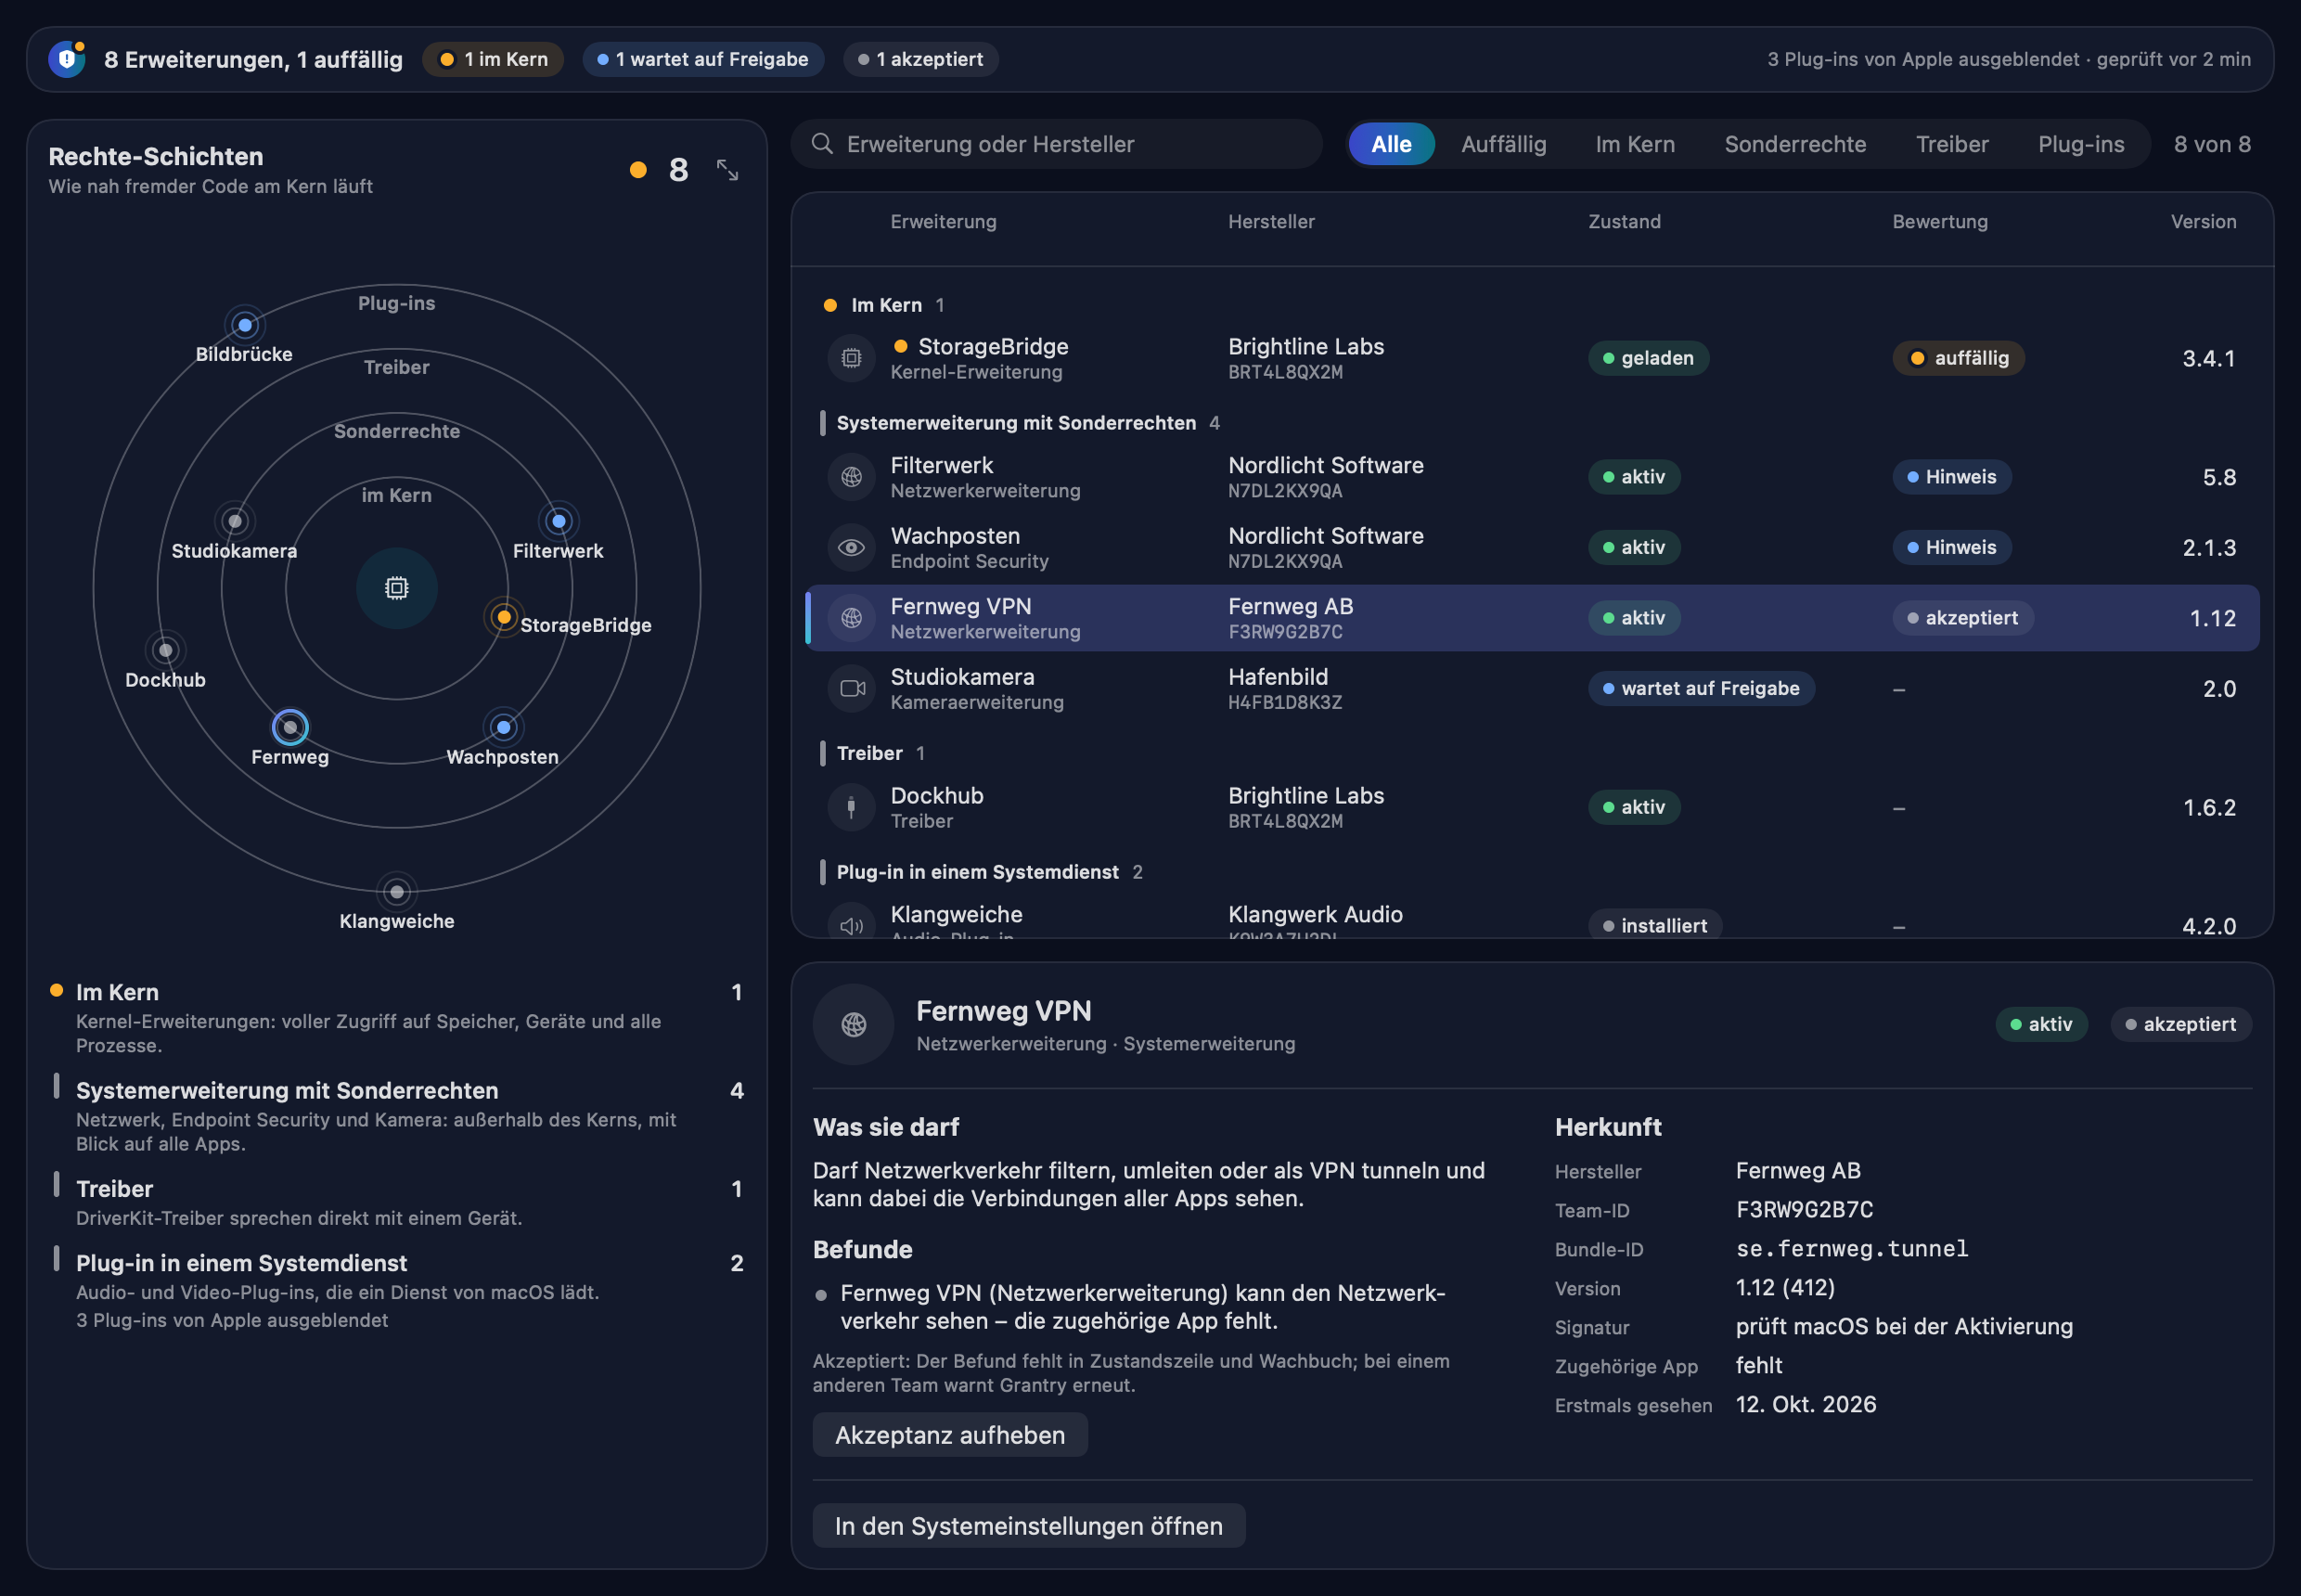 8 Erweiterungen, 1 auffällig
1 im Kern
1 wartet auf Freigabe
1 akzeptiert
3 Plug-ins von Apple ausgeblendet · geprüft vor 2 min
Rechte-Schichten
Wie nah fremder Code am Kern läuft
8
Plug-ins
Bildbrücke
Treiber
Sonderrechte
im Kern
Studiokamera
Filterwerk
StorageBridge
Dockhub
Fernweg
Wachposten
Klangweiche
Im Kern 1
Kernel-Erweiterungen: voller Zugriff auf Speicher, Geräte und alle
Prozesse.
Systemerweiterung mit Sonderrechten 4
Netzwerk, Endpoint Security und Kamera: außerhalb des Kerns, mit
Blick auf alle Apps.
Treiber 1
DriverKit-Treiber sprechen direkt mit einem Gerät.
Plug-in in einem Systemdienst 2
Audio- und Video-Plug-ins, die ein Dienst von macOS lädt.
3 Plug-ins von Apple ausgeblendet
Erweiterung oder Hersteller
Alle Auffällig Im Kern Sonderrechte Treiber Plug-ins 8 von 8
Erweiterung Hersteller Zustand Bewertung Version
Im Kern 1
StorageBridge Brightline Labs geladen auffällig 3.4.1
Kernel-Erweiterung BRT4L8QX2M
Systemerweiterung mit Sonderrechten 4
Filterwerk Nordlicht Software aktiv Hinweis 5.8
Netzwerkerweiterung N7DL2KX9QA
Wachposten Nordlicht Software aktiv Hinweis 2.1.3
Endpoint Security N7DL2KX9QA
Fernweg VPN Fernweg AB aktiv akzeptiert 1.12
Netzwerkerweiterung F3RW9G2B7C
Studiokamera Hafenbild wartet auf Freigabe – 2.0
Kameraerweiterung H4FB1D8K3Z
Treiber 1
Dockhub Brightline Labs aktiv – 1.6.2
Treiber BRT4L8QX2M
Plug-in in einem Systemdienst 2
Klangweiche Klangwerk Audio installiert – 4.2.0
Fernweg VPN
Netzwerkerweiterung · Systemerweiterung
aktiv
akzeptiert
Was sie darf
Darf Netzwerkverkehr filtern, umleiten oder als VPN tunneln und
kann dabei die Verbindungen aller Apps sehen.
Befunde
Fernweg VPN (Netzwerkerweiterung) kann den Netzwerk-
verkehr sehen – die zugehörige App fehlt.
Akzeptiert: Der Befund fehlt in Zustandszeile und Wachbuch; bei einem
anderen Team warnt Grantry erneut.
Akzeptanz aufheben
Herkunft
Hersteller Fernweg AB
Team-ID F3RW9G2B7C
Bundle-ID se.fernweg.tunnel
Version 1.12 (412)
Signatur prüft macOS bei der Aktivierung
Zugehörige App fehlt
Erstmals gesehen 12. Okt. 2026
In den Systemeinstellungen öffnen